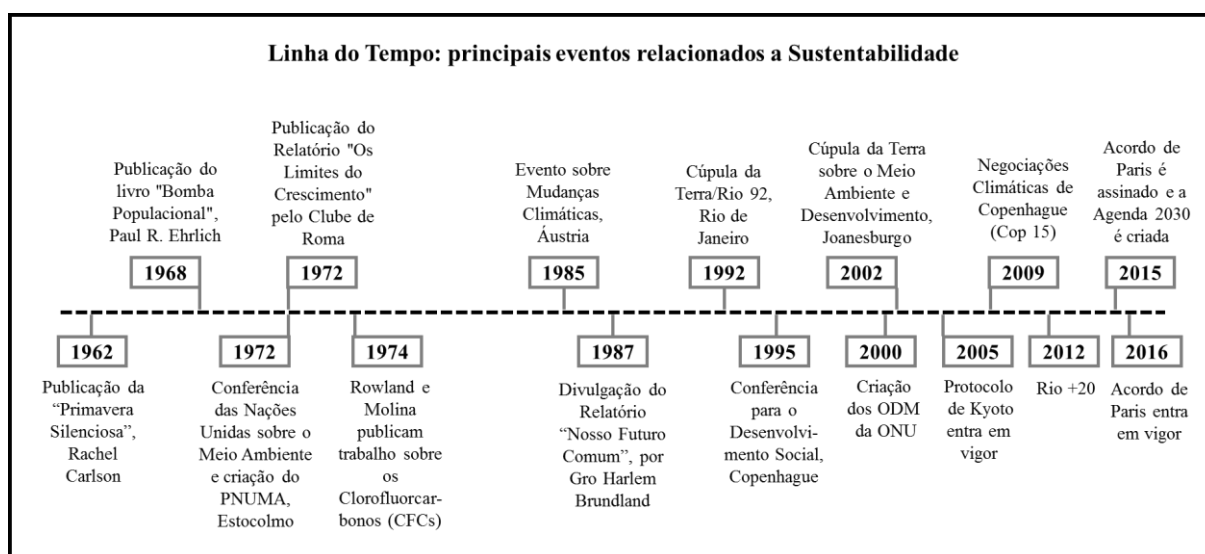 Linha do Tempo: principais eventos relacionados a Sustentabilidade
Publicação do
livro "Bomba
Populacional",
Paul R. Ehrlich
1968
Publicação do
Relatório "Os
Limites do
Crescimento"
pelo Clube de
Roma
1972
Evento sobre
Mudanças
Climáticas,
Áustria
1985
Cúpula da
Terra/Rio 92,
Rio de
Janeiro
1992
Cúpula da Terra
sobre o Meio
Ambiente e
Desenvolvimento,
Joanesburgo
2002
Negociações
Climáticas de
Copenhague
(Cop 15)
2009
Acordo de
Paris é
assinado e a
Agenda 2030
é criada
2015
1962
Publicação da
“Primavera
Silenciosa”,
Rachel
Carlson
1972
Conferência
das Nações
Unidas sobre o
Meio Ambiente
e criação do
PNUMA,
Estocolmo
1974
Rowland e
Molina
publicam
trabalho sobre
os
Clorofluorcar-
bonos (CFCs)
1987
Divulgação do
Relatório
“Nosso Futuro
Comum”, por
Gro Harlem
Brundland
1995
Conferência
para o
Desenvolvi-
mento Social,
Copenhague
2000
Criação
dos ODM
da ONU
2005
Protocolo
de Kyoto
entra em
vigor
2012
Rio +20
2016
Acordo de
Paris entra
em vigor